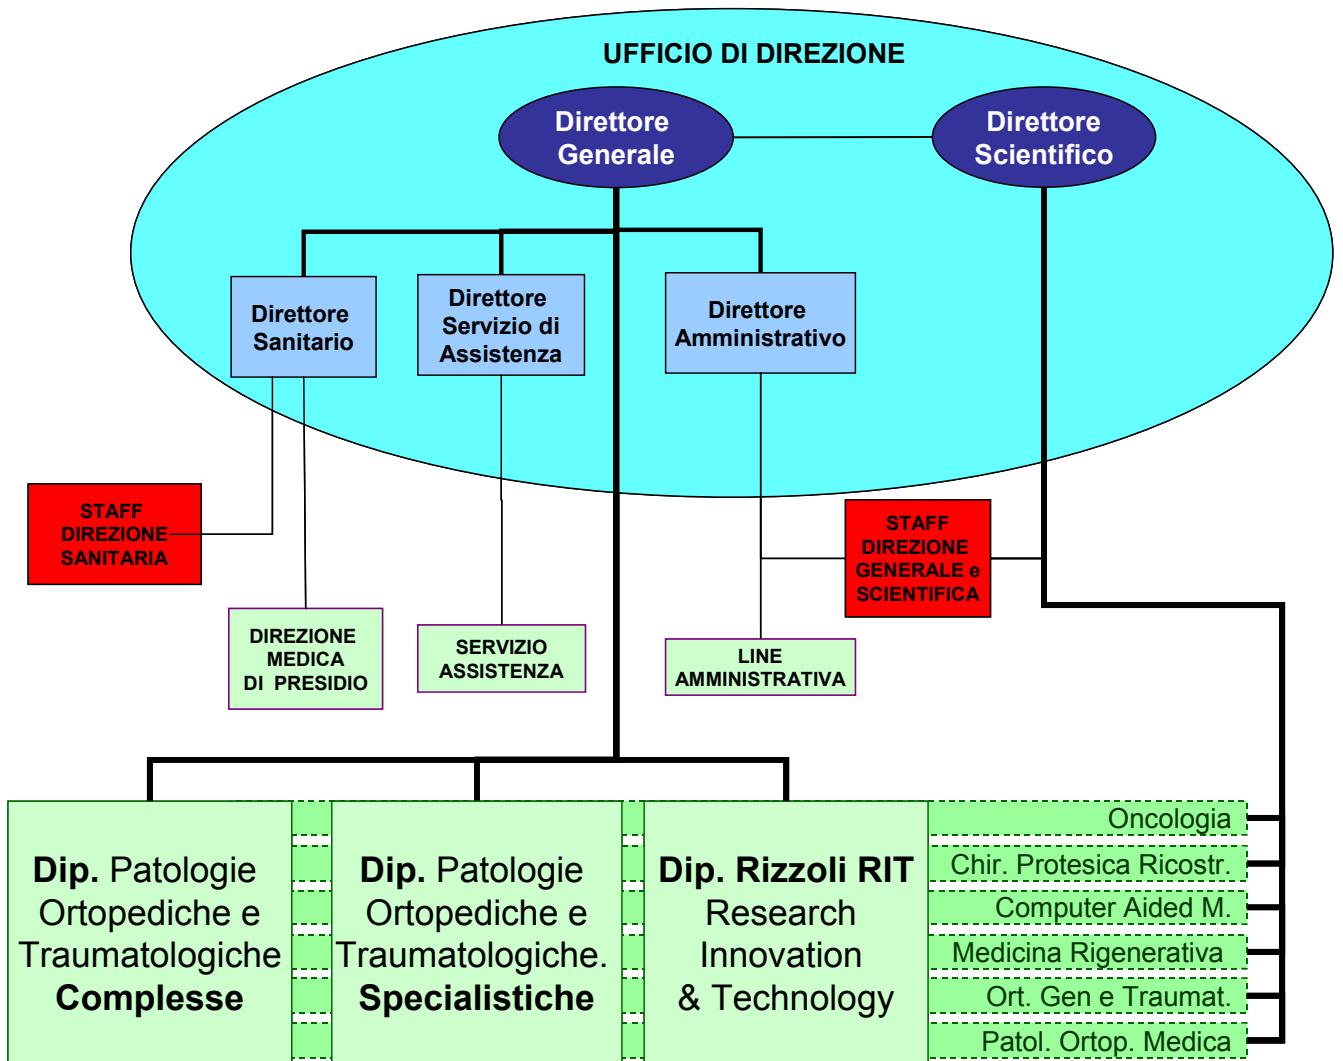 UFFICIO DI DIREZIONE
Direttore
Generale
Direttore
Scientifico
Direttore
Sanitario
Direttore
Servizio di
Assistenza
Direttore
Amministrativo
STAFF
DIREZIONE
SANITARIA
STAFF
DIREZIONE
GENERALE e
SCIENTIFICA
DIREZIONE
MEDICA
DI PRESIDIO
SERVIZIO
ASSISTENZA
LINE
AMMINISTRATIVA
Dip. Patologie
Ortopediche e
Traumatologiche
Complesse
Dip. Patologie
Ortopediche e
Traumatologiche.
Specialistiche
Dip. Rizzoli RIT
Research
Innovation
& Technology
Oncologia
Chir. Protesica Ricostr.
Computer Aided M.
Medicina Rigenerativa
Ort. Gen e Traumat.
Patol. Ortop. Medica